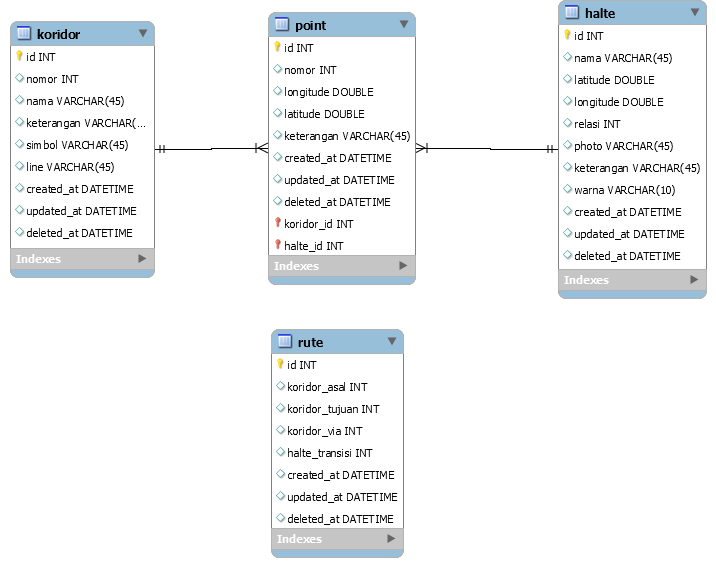 koridor
id INT
nomor INT
nama VARCHAR(45)
keterangan VARCHAR(...
simbol VARCHAR(45)
line VARCHAR(45)
created_at DATETIME
updated_at DATETIME
deleted_at DATETIME
Indexes
point
id INT
nomor INT
longitude DOUBLE
latitude DOUBLE
keterangan VARCHAR(45)
created_at DATETIME
updated_at DATETIME
deleted_at DATETIME
koridor_id INT
halte_id INT
Indexes
halte
id INT
nama VARCHAR(45)
latitude DOUBLE
longitude DOUBLE
relasi INT
photo VARCHAR(45)
keterangan VARCHAR(45)
warna VARCHAR(10)
created_at DATETIME
updated_at DATETIME
deleted_at DATETIME
Indexes
rute
id INT
koridor_asal INT
koridor_tujuan INT
koridor_via INT
halte_transisi INT
created_at DATETIME
updated_at DATETIME
deleted_at DATETIME
Indexes